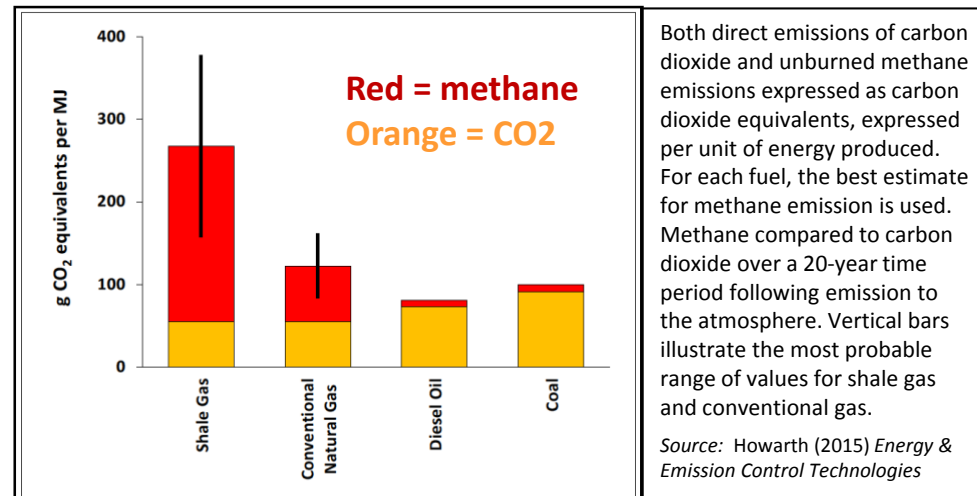 400
300
200
100
0
g CO₂ equivalents per MJ
Red = methane
Orange = CO2
Shale Gas
Conventional
Natural Gas
Diesel Oil
Coal
Both direct emissions of carbon
dioxide and unburned methane
emissions expressed as carbon
dioxide equivalents, expressed
per unit of energy produced.
For each fuel, the best estimate
for methane emission is used.
Methane compared to carbon
dioxide over a 20-year time
period following emission to
the atmosphere. Vertical bars
illustrate the most probable
range of values for shale gas
and conventional gas.
Source: Howarth (2015) Energy &
Emission Control Technologies